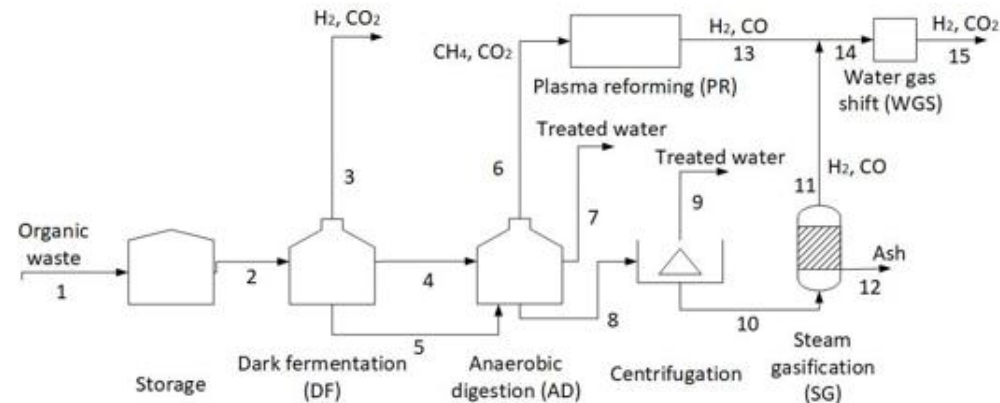 H₂, CO₂
CH₄, CO₂
H₂, CO
13
14
H₂, CO₂
15
Plasma reforming (PR)
Water gas
shift (WGS)
Treated water
Treated water
3
6
7
9
11
H₂, CO
Organic
waste
1
2
4
5
8
10
Ash
12
Storage
Dark fermentation
(DF)
Anaerobic
digestion (AD)
Centrifugation
Steam
gasification
(SG)